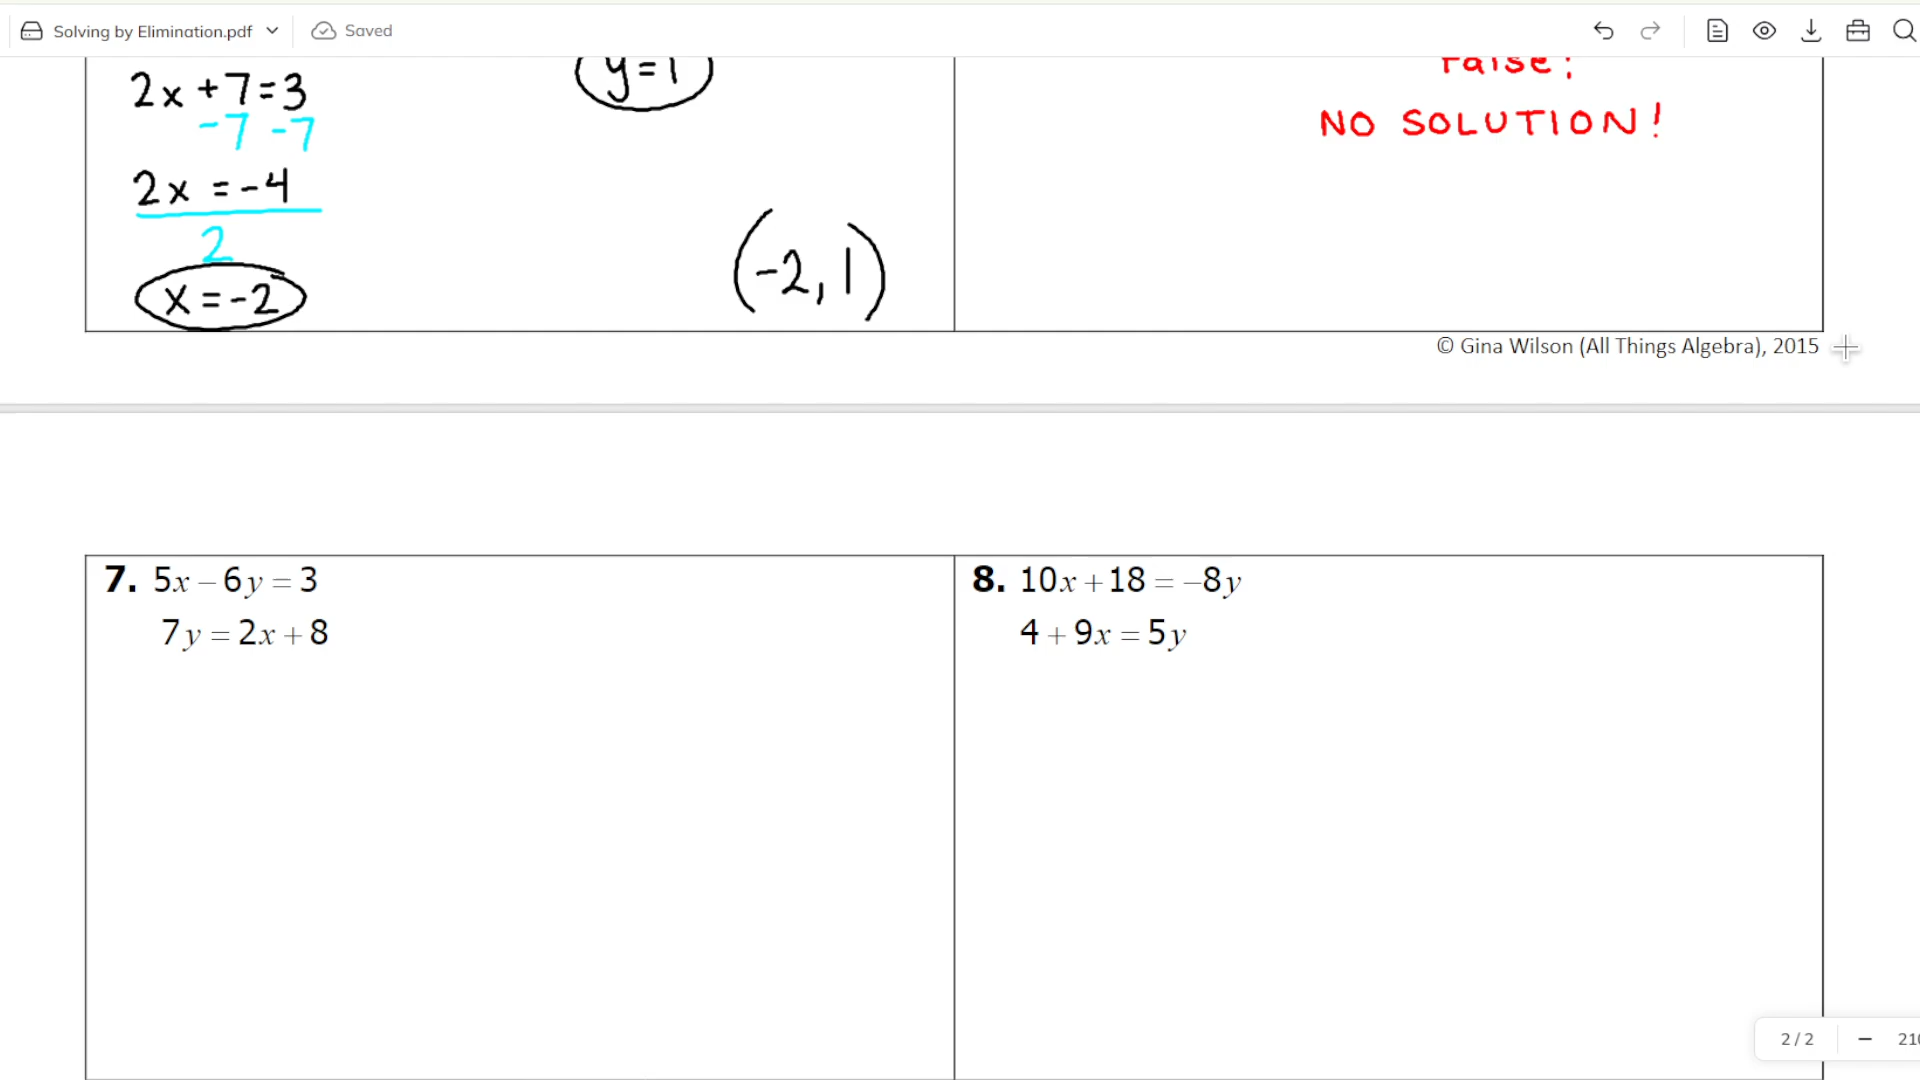 Solving by Elimination.pdf Saved
2x + 7 = 3
-7 -7
2x = -4
2
x = -2
y = 1
(-2, 1)
False!
NO SOLUTION!
© Gina Wilson (All Things Algebra), 2015
7. 5x – 6y = 3
7y = 2x + 8
8. 10x + 18 = –8y
4 + 9x = 5y
2 / 2